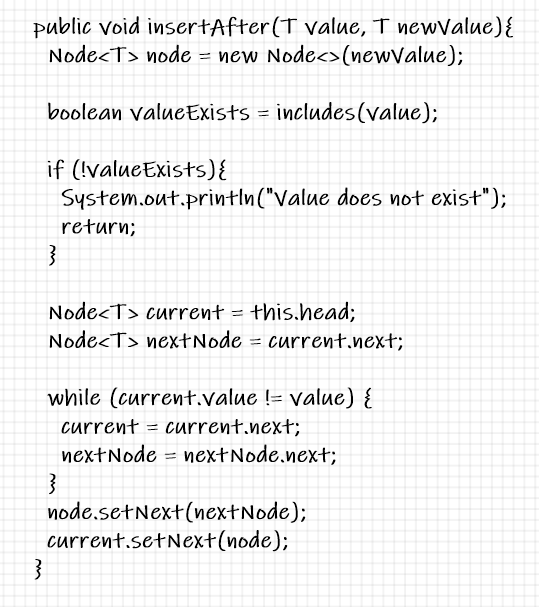 public void insertAfter(T value, T newValue){
Node<T> node = new Node<>(newValue);
boolean valueExists = includes(value);
if (!valueExists){
System.out.println("Value does not exist");
return;
}
Node<T> current = this.head;
Node<T> nextNode = current.next;
while (current.value != value) {
current = current.next;
nextNode = nextNode.next;
}
node.setNext(nextNode);
current.setNext(node);
}